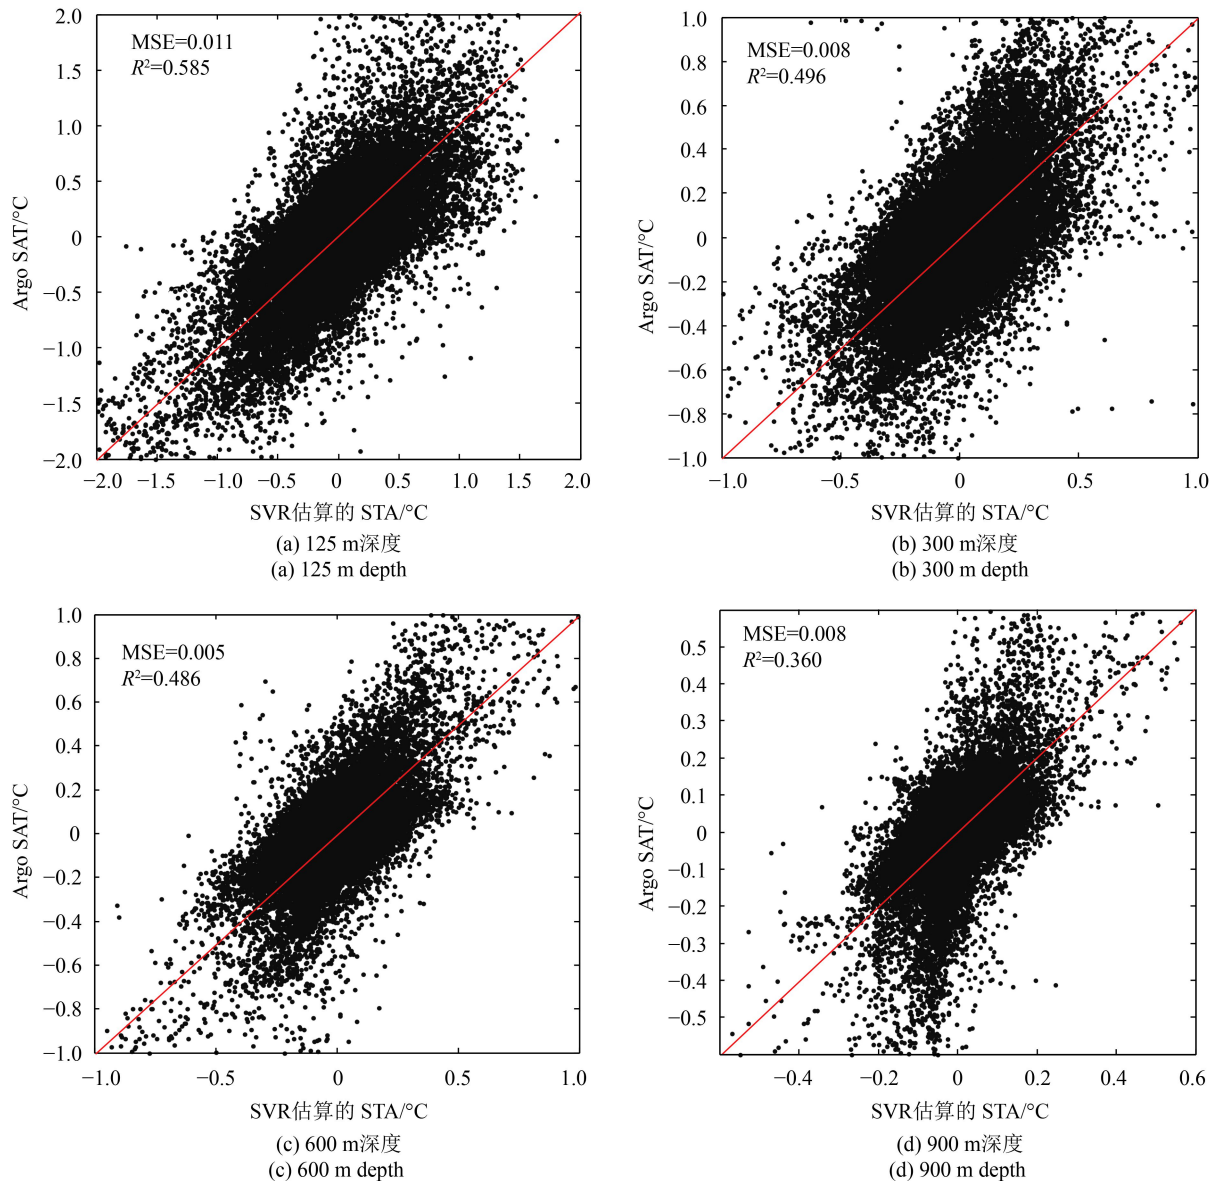 MSE=0.011
R²=0.585
2.0
1.5
1.0
0.5
0
−0.5
−1.0
−1.5
−2.0
Argo SAT/°C
−2.0 −1.5 −1.0 −0.5 0 0.5 1.0 1.5 2.0
SVR估算的 STA/°C
(a) 125 m深度
(a) 125 m depth
MSE=0.008
R²=0.496
1.0
0.8
0.6
0.4
0.2
0
−0.2
−0.4
−0.6
−0.8
−1.0
Argo SAT/°C
−1.0 −0.5 0 0.5 1.0
SVR估算的 STA/°C
(b) 300 m深度
(b) 300 m depth
MSE=0.005
R²=0.486
1.0
0.8
0.6
0.4
0.2
0
−0.2
−0.4
−0.6
−0.8
−1.0
Argo SAT/°C
−1.0 −0.5 0 0.5 1.0
SVR估算的 STA/°C
(c) 600 m深度
(c) 600 m depth
MSE=0.008
R²=0.360
0.5
0.4
0.3
0.2
0.1
0
−0.1
−0.2
−0.3
−0.4
−0.5
Argo SAT/°C
−0.4 −0.2 0 0.2 0.4 0.6
SVR估算的 STA/°C
(d) 900 m深度
(d) 900 m depth